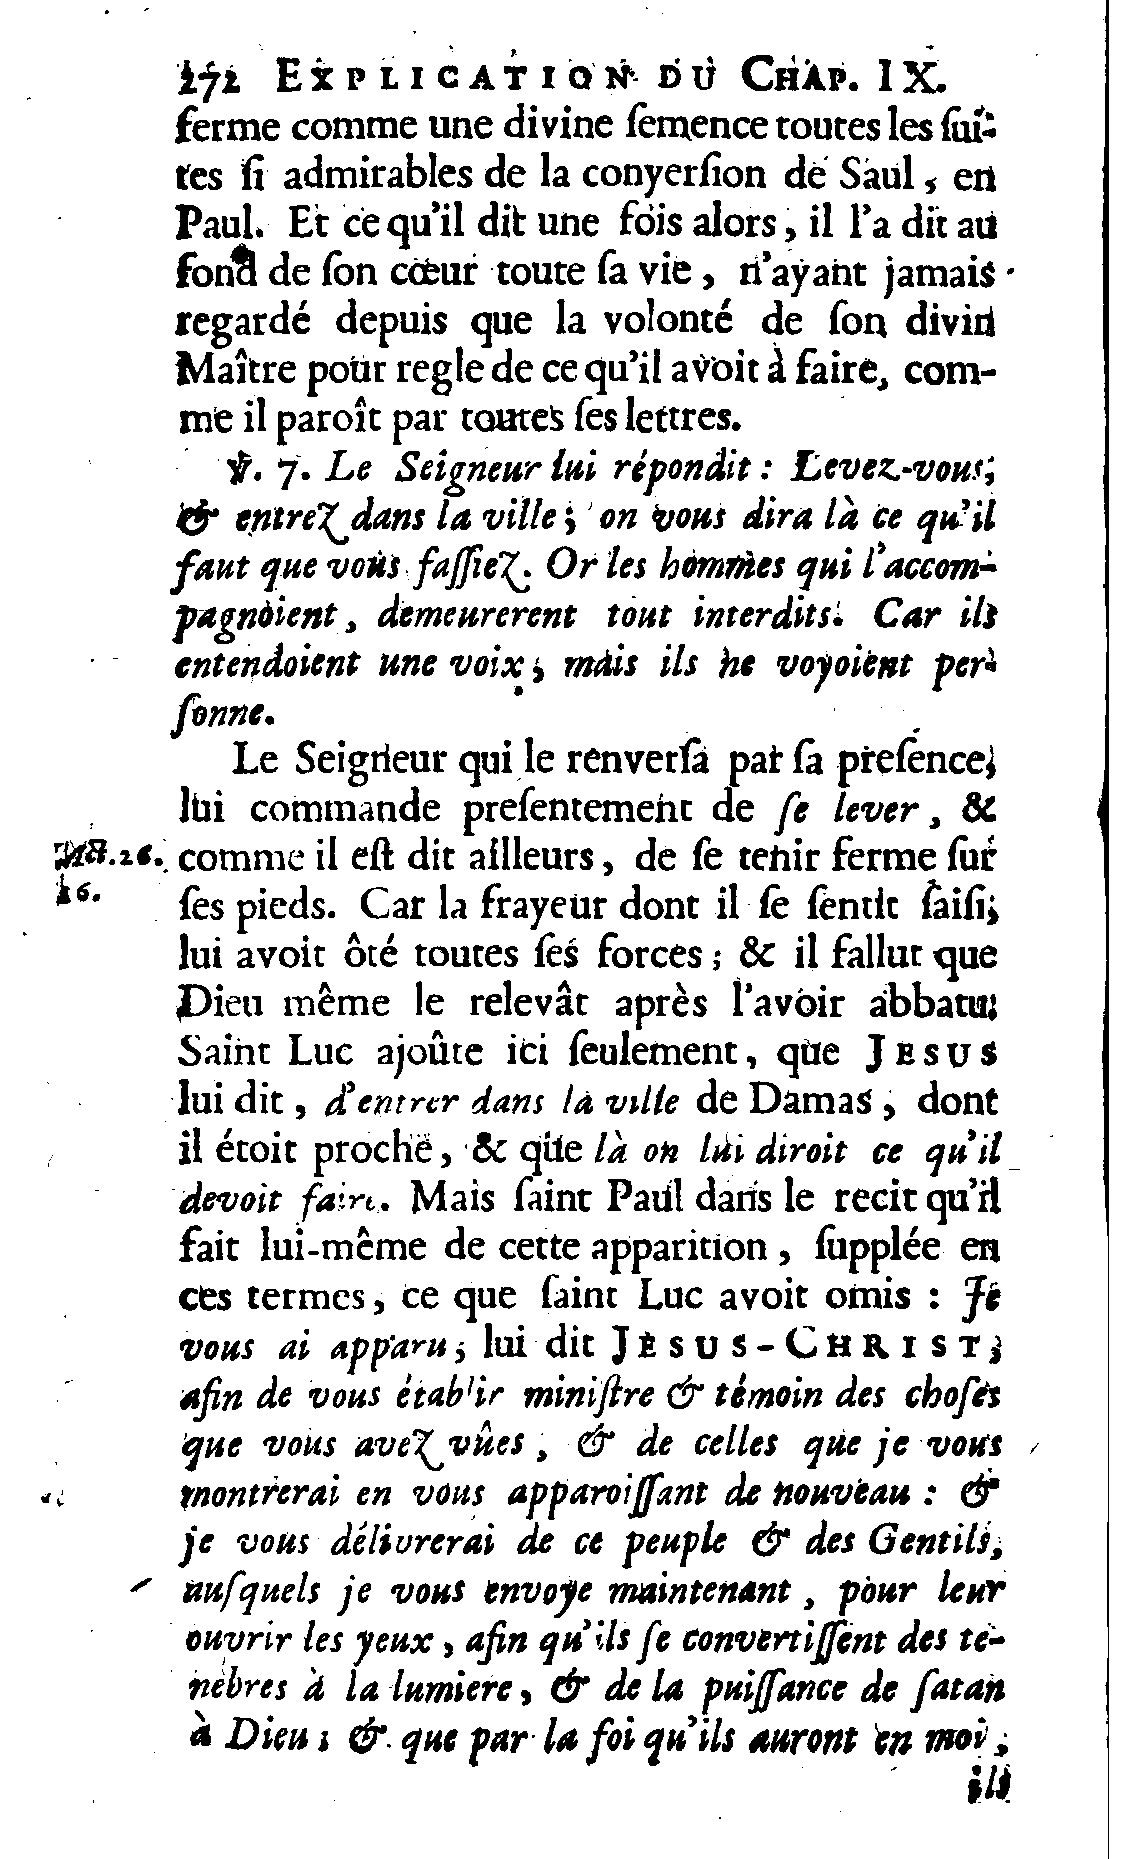 272 EXPLICATION DU CHAP. IX.
ferme comme une divine ſemence toutes les ſui-
tes ſi admirables de la converſion de Saul, en
Paul. Et ce qu'il dit une fois alors, il l'a dit au
fond de ſon cœur toute ſa vie, n'ayant jamais
regardé depuis que la volonté de ſon divin
Maître pour regle de ce qu'il avoit à faire, com-
me il paroît par toutes ſes lettres.
℣. 7. Le Seigneur lui répondit : Levez-vous,
& entrez dans la ville; on vous dira là ce qu'il
faut que vous faſſiez. Or les hommes qui l'accom-
pagnoient, demeurerent tout interdits. Car ils
entendoient une voix; mais ils ne voyoient per-
ſonne.
Le Seigneur qui le renverſa par ſa preſence,
lui commande preſentement de ſe lever, &
Act. 26. comme il eſt dit ailleurs, de ſe tenir ferme ſur
16. ſes pieds. Car la frayeur dont il ſe ſentit ſaiſi,
lui avoit ôté toutes ſes forces; & il fallut que
Dieu même le relevât après l'avoir abbatu.
Saint Luc ajoûte ici ſeulement, que JESUS
lui dit, d'entrer dans la ville de Damas, dont
il étoit proche, & que là on lui diroit ce qu'il
devoit faire. Mais ſaint Paul dans le recit qu'il
fait lui-même de cette apparition, ſupplée en
ces termes, ce que ſaint Luc avoit omis : Je
vous ai apparu, lui dit JESUS-CHRIST,
afin de vous établir miniſtre & témoin des choſes
que vous avez vûes, & de celles que je vous
montrerai en vous apparoiſſant de nouveau : &
je vous délivrerai de ce peuple & des Gentils,
auſquels je vous envoye maintenant, pour leur
ouvrir les yeux, afin qu'ils ſe convertiſſent des te-
nebres à la lumiere, & de la puiſſance de ſatan
à Dieu; & que par la foi qu'ils auront en moi,
ils